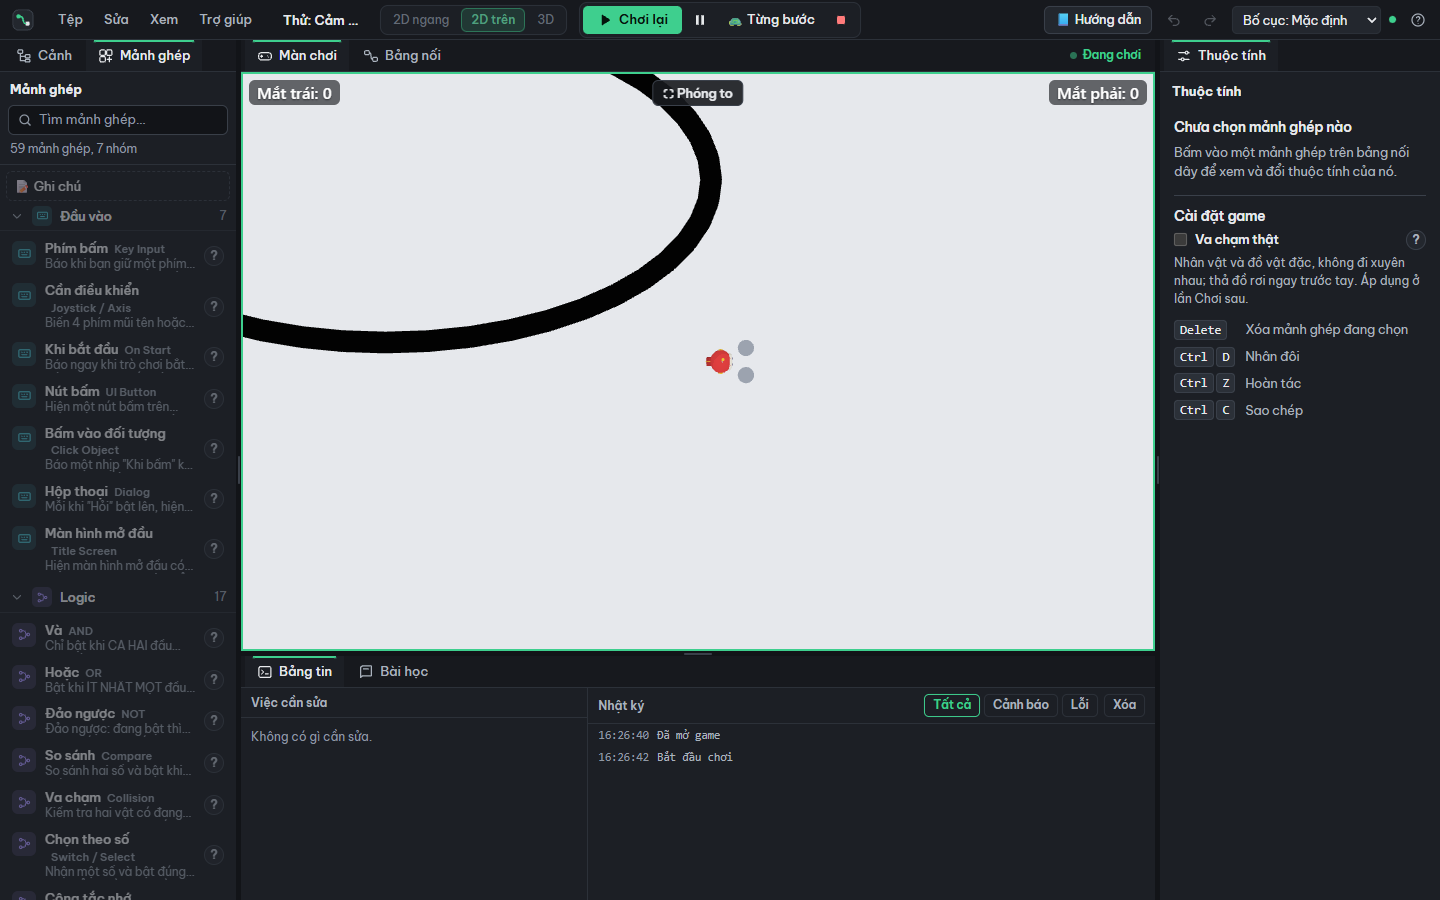 Tệp
Sửa
Xem
Trợ giúp
Thử: Cảm ...
2D ngang
2D trên
3D
Chơi lại
Từng bước
Hướng dẫn
Bố cục: Mặc định
Cảnh
Mảnh ghép
Mảnh ghép
Tìm mảnh ghép...
59 mảnh ghép, 7 nhóm
Ghi chú
Đầu vào
7
Phím bấm Key Input
Báo khi bạn giữ một phím...
?
Cần điều khiển
Joystick / Axis
Biến 4 phím mũi tên hoặc...
?
Khi bắt đầu On Start
Báo ngay khi trò chơi bắt...
?
Nút bấm UI Button
Hiện một nút bấm trên...
?
Bấm vào đối tượng
Click Object
Báo một nhịp "Khi bấm" k...
?
Hộp thoại Dialog
Mỗi khi "Hỏi" bật lên, hiện...
?
Màn hình mở đầu
Title Screen
Hiện màn hình mở đầu có...
?
Logic
17
Và AND
Chỉ bật khi CẢ HAI đầu...
?
Hoặc OR
Bật khi ÍT NHẤT MỘT đầu...
?
Đảo ngược NOT
Đảo ngược: đang bật thì...
?
So sánh Compare
So sánh hai số và bật khi...
?
Va chạm Collision
Kiểm tra hai vật có đang...
?
Chọn theo số
Switch / Select
Nhận một số và bật đúng...
?
Công tắc nhớ
Màn chơi
Bảng nối
Đang chơi
Mắt trái: 0
Phóng to
Mắt phải: 0
Bảng tin
Bài học
Việc cần sửa
Không có gì cần sửa.
Nhật ký
Tất cả
Cảnh báo
Lỗi
Xóa
16:26:40 Đã mở game
16:26:42 Bắt đầu chơi
Thuộc tính
Thuộc tính
Chưa chọn mảnh ghép nào
Bấm vào một mảnh ghép trên bảng nối
dây để xem và đổi thuộc tính của nó.
Cài đặt game
Va chạm thật
?
Nhân vật và đồ vật đặc, không đi xuyên
nhau; thả đồ rơi ngay trước tay. Áp dụng ở
lần Chơi sau.
Delete Xóa mảnh ghép đang chọn
Ctrl D Nhân đôi
Ctrl Z Hoàn tác
Ctrl C Sao chép